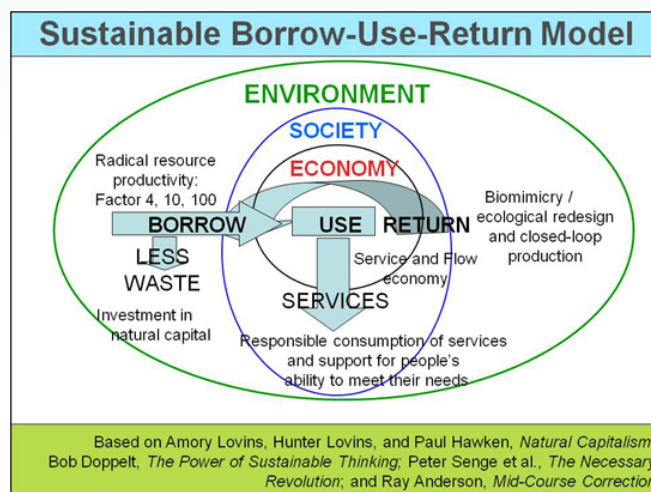 Sustainable Borrow-Use-Return Model
ENVIRONMENT
SOCIETY
ECONOMY
Radical resource
productivity:
Factor 4, 10, 100
BORROW
USE
RETURN
Biomimicry /
ecological redesign
and closed-loop
production
LESS
WASTE
Service and Flow
economy
SERVICES
Investment in
natural capital
Responsible consumption of services
and support for people's
ability to meet their needs
Based on Amory Lovins, Hunter Lovins, and Paul Hawken, Natural Capitalism
Bob Doppelt, The Power of Sustainable Thinking; Peter Senge et al., The Necessary
Revolution; and Ray Anderson, Mid-Course Correction